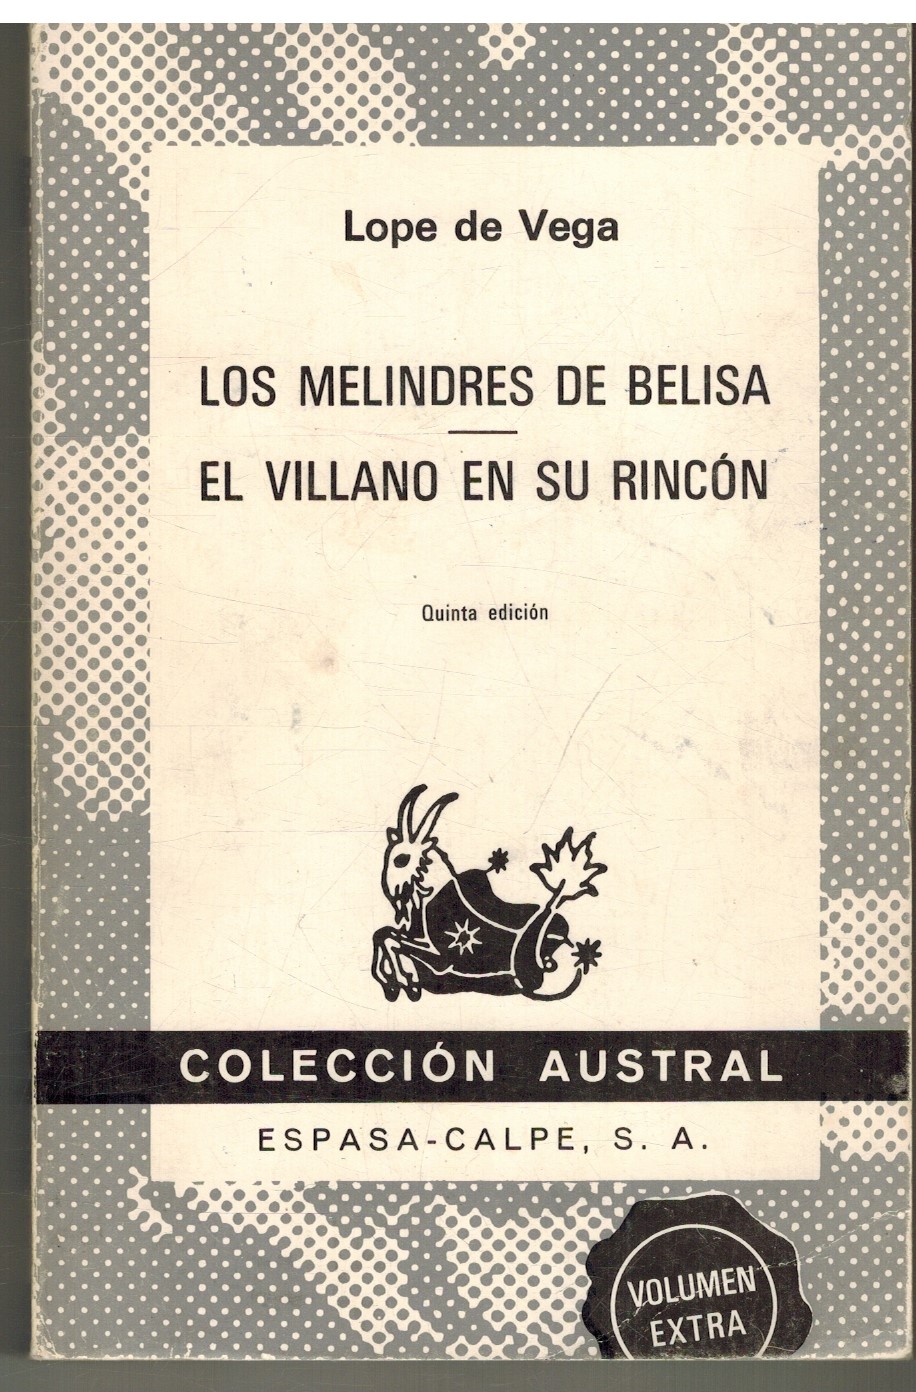 Lope de Vega
LOS MELINDRES DE BELISA
EL VILLANO EN SU RINCÓN
Quinta edición
COLECCIÓN AUSTRAL
ESPASA-CALPE, S. A.
VOLUMEN
EXTRA